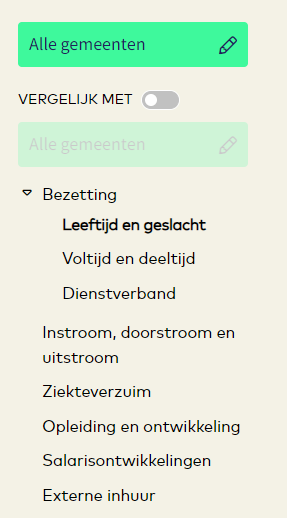 Alle gemeenten
VERGELIJK MET
Alle gemeenten
Bezetting
Leeftijd en geslacht
Voltijd en deeltijd
Dienstverband
Instroom, doorstroom en
uitstroom
Ziekteverzuim
Opleiding en ontwikkeling
Salarisontwikkelingen
Externe inhuur